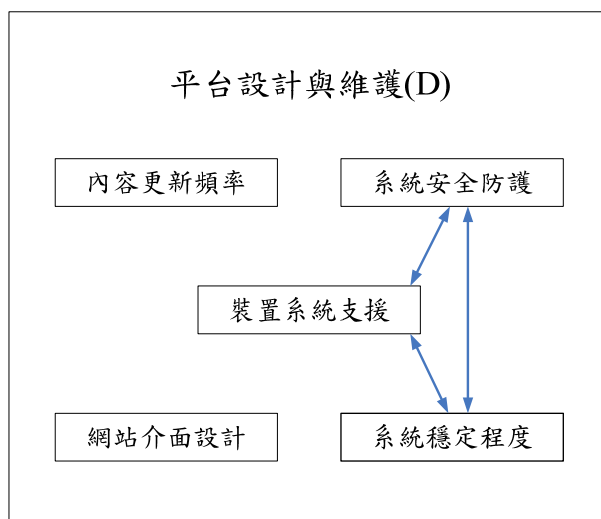 平台設計與維護(D)
內容更新頻率
系統安全防護
裝置系統支援
網站介面設計
系統穩定程度